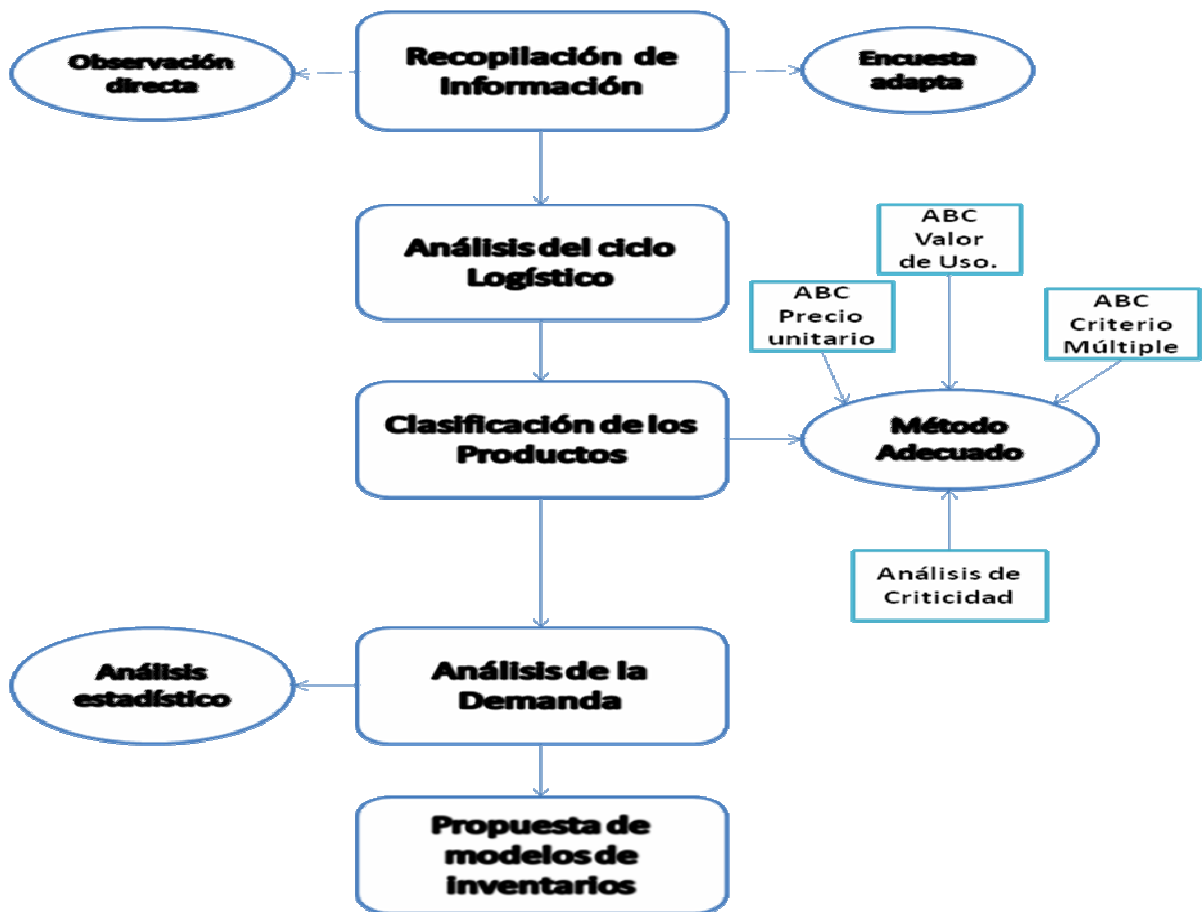 Recopilación de
Información
Observación
directa
Encuesta
adapta
Análisis del ciclo
Logístico
ABC
Valor
de Uso.
ABC
Precio
unitario
ABC
Criterio
Múltiple
Clasificación de los
Productos
Método
Adecuado
Análisis de
Criticidad
Análisis de la
Demanda
Análisis
estadístico
Propuesta de
modelos de
inventarios